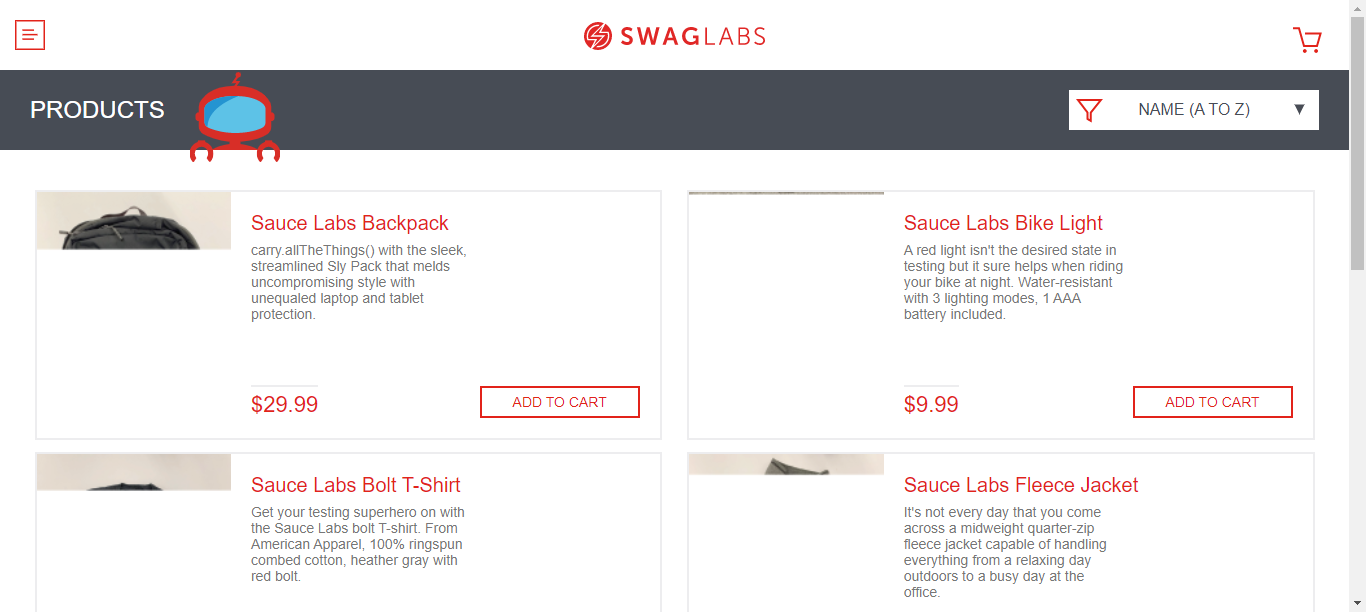 SWAGLABS
PRODUCTS
NAME (A TO Z) ▼
Sauce Labs Backpack
carry.allTheThings() with the sleek,
streamlined Sly Pack that melds
uncompromising style with
unequaled laptop and tablet
protection.
$29.99
ADD TO CART
Sauce Labs Bike Light
A red light isn't the desired state in
testing but it sure helps when riding
your bike at night. Water-resistant
with 3 lighting modes, 1 AAA
battery included.
$9.99
ADD TO CART
Sauce Labs Bolt T-Shirt
Get your testing superhero on with
the Sauce Labs bolt T-shirt. From
American Apparel, 100% ringspun
combed cotton, heather gray with
red bolt.
Sauce Labs Fleece Jacket
It's not every day that you come
across a midweight quarter-zip
fleece jacket capable of handling
everything from a relaxing day
outdoors to a busy day at the
office.